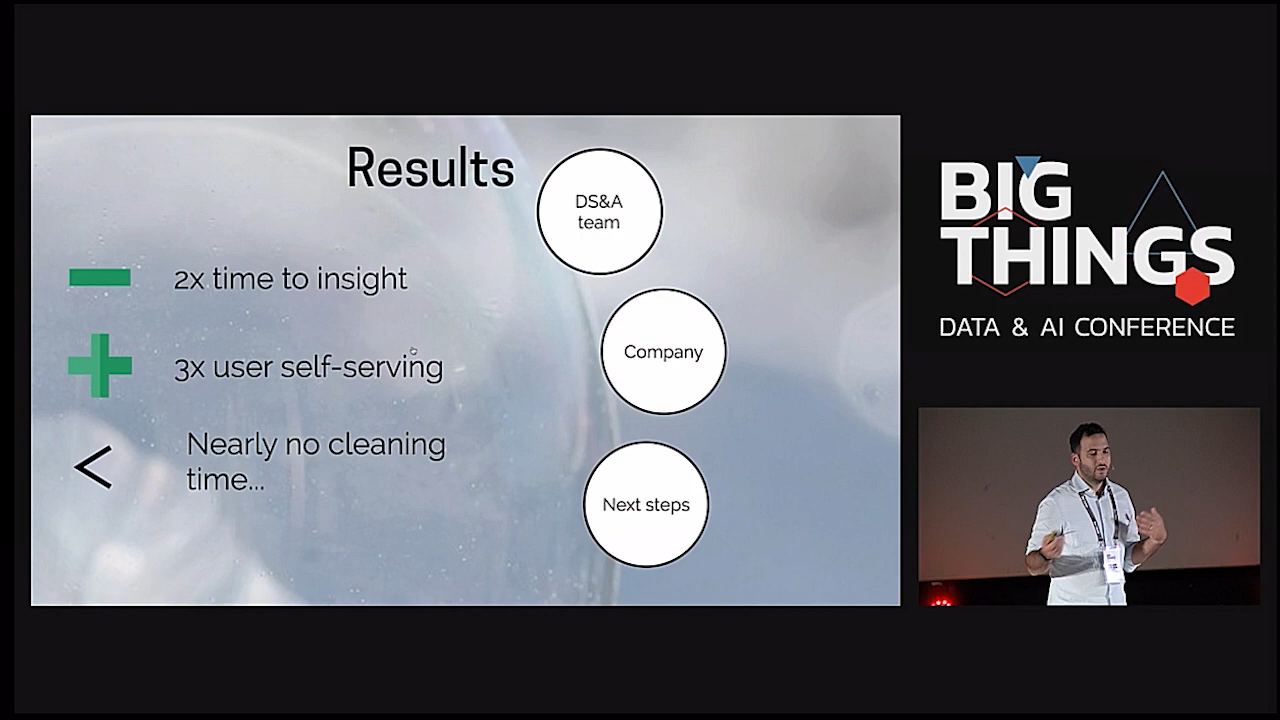 Results
2x time to insight
3x user self-serving
Nearly no cleaning
time...
DS&A
team
Company
Next steps
BIG
THINGS
DATA & AI CONFERENCE